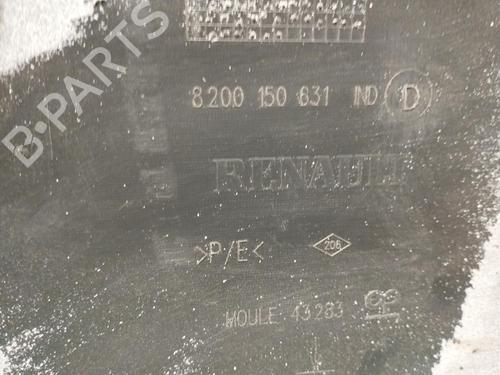 B-PARTS
8200 150 631 IND D
RENAULT
>P/E<
206
MOULE 43283